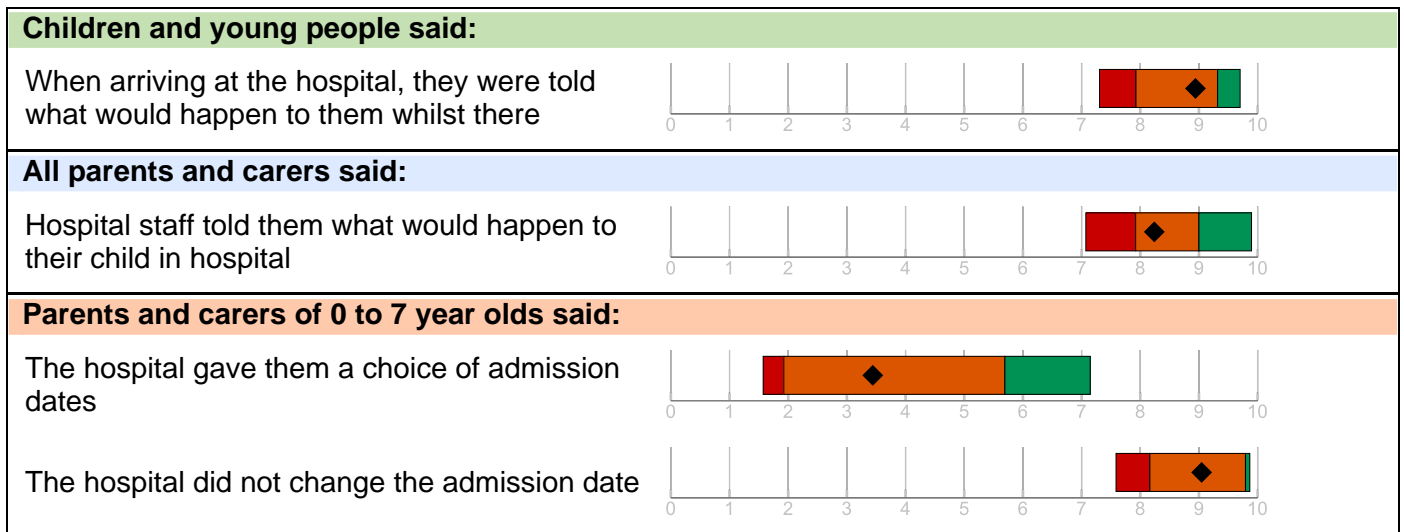 Children and young people said:
When arriving at the hospital, they were told
what would happen to them whilst there
0 1 2 3 4 5 6 7 8 9 10
All parents and carers said:
Hospital staff told them what would happen to
their child in hospital
0 1 2 3 4 5 6 7 8 9 10
Parents and carers of 0 to 7 year olds said:
The hospital gave them a choice of admission
dates
0 1 2 3 4 5 6 7 8 9 10
The hospital did not change the admission date
0 1 2 3 4 5 6 7 8 9 10